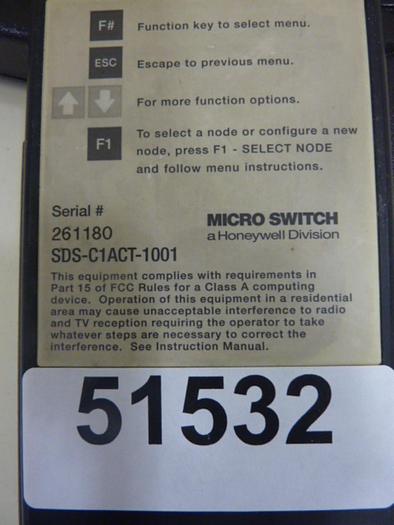 F# Function key to select menu.
ESC Escape to previous menu.
For more function options.
To select a node or configure a new
F1 node, press F1 - SELECT NODE
and follow menu instructions.
Serial #
261180
SDS-C1ACT-1001
MICRO SWITCH
a Honeywell Division
This equipment complies with requirements in
Part 15 of FCC Rules for a Class A computing
device. Operation of this equipment in a residential
area may cause unacceptable interference to radio
and TV reception requiring the operator to take
whatever steps are necessary to correct the
interference. See Instruction Manual.
51532